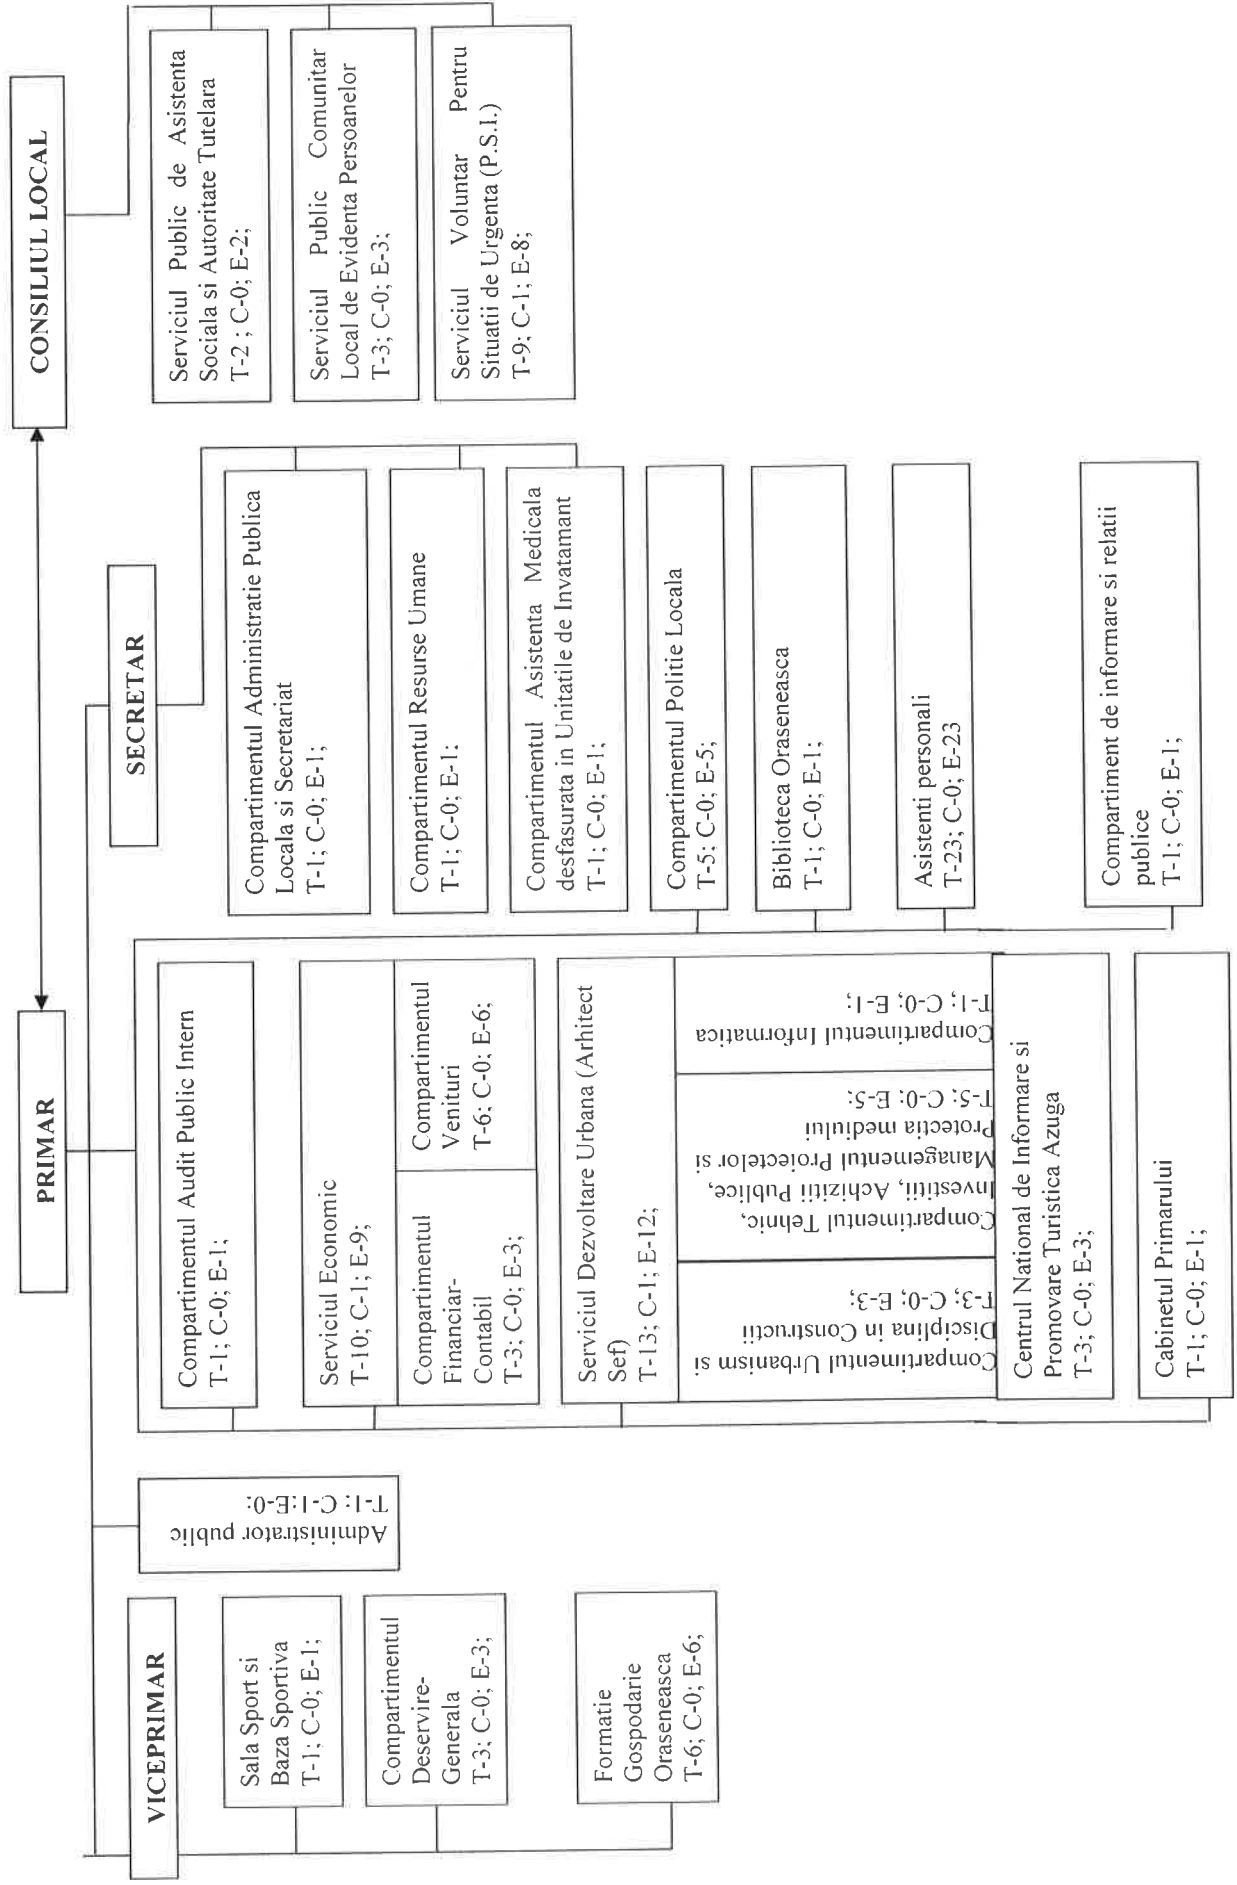 CONSILIUL LOCAL
PRIMAR
SECRETAR
VICEPRIMAR
Serviciul Public de Asistenta
Sociala si Autoritate Tutelara
T-2 ; C-0; E-2;
Serviciul Public Comunitar
Local de Evidenta Persoanelor
T-3; C-0; E-3;
Serviciul Voluntar Pentru
Situatii de Urgenta (P.S.I.)
T-9; C-1; E-8;
Compartimentul Administratie Publica
Locala si Secretariat
T-1; C-0; E-1;
Compartimentul Resurse Umane
T-1; C-0; E-1:
Compartimentul Asistenta Medicala
desfasurata in Unitatile de Invatamant
T-1; C-0; E-1;
Compartimentul Politie Locala
T-5; C-0; E-5;
Biblioteca Oraseneasca
T-1; C-0; E-1;
Asistenti personali
T-23; C-0; E-23
Compartiment de informare si relatii
publice
T-1; C-0; E-1;
Compartimentul Audit Public Intern
T-1; C-0; E-1;
Serviciul Economic
T-10; C-1; E-9;
Compartimentul
Financiar-
Contabil
T-3; C-0; E-3;
Compartimentul
Venituri
T-6; C-0; E-6;
Serviciul Dezvoltare Urbana (Arhitect
Sef)
T-13; C-1; E-12;
Compartimentul Urbanism si
Disciplina in Constructii
T-3; C-0; E-3;
Compartimentul Tehnic,
Investitii, Achizitii Publice,
Managementul Proiectelor si
Protectia mediului
T-5; C-0; E-5;
Compartimentul Informatica
T-1; C-0; E-1;
Centrul National de Informare si
Promovare Turistica Azuga
T-3; C-0; E-3;
Cabinetul Primarului
T-1; C-0; E-1;
Administrator public
T-1; C-1;E-0;
Sala Sport si
Baza Sportiva
T-1; C-0; E-1;
Compartimentul
Deservire-
Generala
T-3; C-0; E-3;
Formatie
Gospodarie
Oraseneasca
T-6; C-0; E-6;